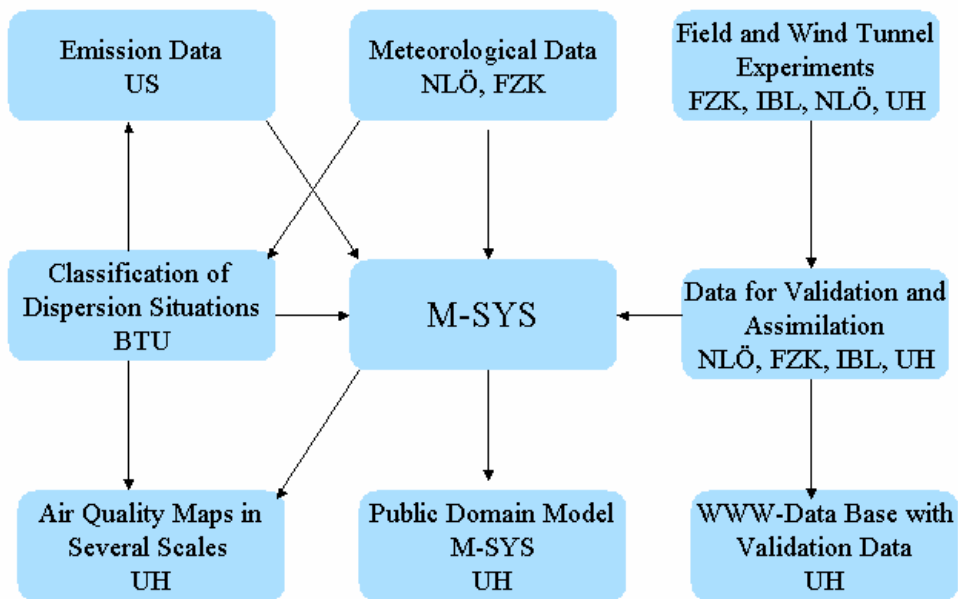 Emission Data
US
Meteorological Data
NLÖ, FZK
Field and Wind Tunnel
Experiments
FZK, IBL, NLÖ, UH
Classification of
Dispersion Situations
BTU
M-SYS
Data for Validation and
Assimilation
NLÖ, FZK, IBL, UH
Air Quality Maps in
Several Scales
UH
Public Domain Model
M-SYS
UH
WWW-Data Base with
Validation Data
UH